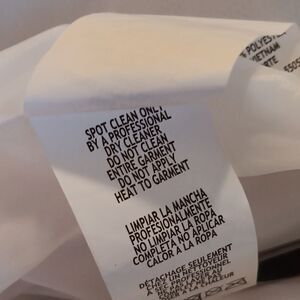 POLYESTER
SPOT CLEAN ONLY
BY A PROFESSIONAL
DRY CLEANER
DO NOT CLEAN
ENTIRE GARMENT
DO NOT APPLY
HEAT TO GARMENT
LIMPIAR LA MANCHA
PROFESIONALMENTE
NO LIMPIAR LA ROPA
COMPLETA NO APLICAR
CALOR A LA ROPA
DÉTACHAGE SEULEMENT